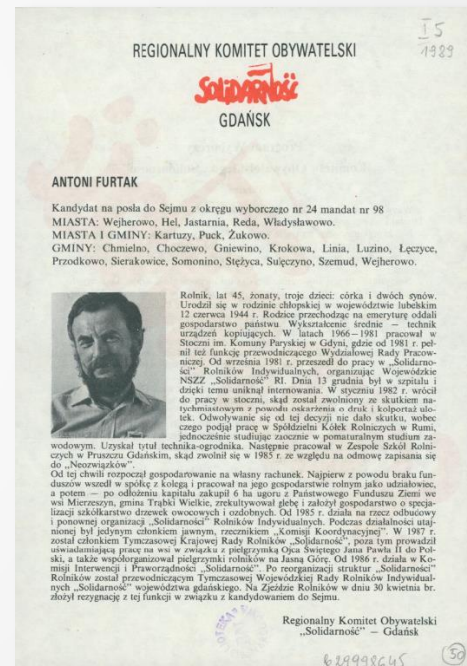 I 5
1989
REGIONALNY KOMITET OBYWATELSKI
SOLIDARNOŚĆ
GDAŃSK
ANTONI FURTAK
Kandydat na posła do Sejmu z okręgu wyborczego nr 24 mandat nr 98
MIASTA: Wejherowo, Hel, Jastarnia, Reda, Władysławowo.
MIASTA I GMINY: Kartuzy, Puck, Żukowo.
GMINY: Chmielno, Choczewo, Gniewino, Krokowa, Linia, Luzino, Łęczyce,
Przodkowo, Sierakowice, Somonino, Stężyca, Sulęczyno, Szemud, Wejherowo.
Rolnik, lat 45, żonaty, troje dzieci: córka i dwóch synów.
Urodził się w rodzinie chłopskiej w województwie lubelskim
12 czerwca 1944 r. Rodzice przechodząc na emeryturę oddali
gospodarstwo państwu Wykształcenie średnie — technik
urządzeń kopiujących. W latach 1966—1981 pracował w
Stoczni im. Komuny Paryskiej w Gdyni, gdzie od 1981 r. peł-
nił też funkcję przewodniczącego Wydziałowej Rady Pracow-
niczej. Od września 1981 r. przeszedł do pracy w „Solidarno-
ści" Rolników Indywidualnych, organizując Wojewódzkie
NSZZ „Solidarność" RI. Dnia 13 grudnia był w szpitalu i
dzięki temu uniknął internowania. W styczniu 1982 r. wrócił
do pracy w stoczni, skąd został zwolniony ze skutkiem na-
tychmiastowym z powodu oskarżenia o druk i kolportaż ulo-
tek. Odwoływanie się od tej decyzji nie dało skutku, wobec
czego podjął pracę w Spółdzielni Kółek Rolniczych w Rumi,
jednocześnie studiując zaocznie w pomaturalnym studium za-
wodowym. Uzyskał tytuł technika-ogrodnika. Następnie pracował w Zespole Szkół Rolni-
czych w Pruszczu Gdańskim, skąd zwolnił się w 1985 r. ze względu na odmowę zapisania się
do „Neozwiązków".
Od tej chwili rozpoczął gospodarowanie na własny rachunek. Najpierw z powodu braku fun-
duszów wszedł w spółkę z kolegą i pracował na jego gospodarstwie rolnym jako udziałowiec,
a potem — po odłożeniu kapitału zakupił 6 ha ugoru z Państwowego Funduszu Ziemi we
wsi Mierzeszyn, gmina Trąbki Wielkie, zrekultywował glebę i założył gospodarstwo o specja-
lizacji szkółkarstwo drzewek owocowych i ozdobnych. Od 1985 r. działa na rzecz odbudowy
i ponownej organizacji „Solidarności" Rolników Indywidualnych. Podczas działalności utaj-
nionej był jedynym członkiem jawnym, rzecznikiem „Komisji Koordynacyjnej". W 1987 r.
został członkiem Tymczasowej Krajowej Rady Rolników „Solidarność", poza tym prowadził
uświadamiającą pracę na wsi w związku z pielgrzymką Ojca Świętego Jana Pawła II do Pol-
ski, a także współorganizował pielgrzymki rolników na Jasną Górę. Od 1986 r. działa w Ko-
misji Interwencji i Praworządności „Solidarność". Po reorganizacji struktur „Solidarności"
Rolników został przewodniczącym Tymczasowej Wojewódzkiej Rady Rolników Indywidual-
nych „Solidarność" województwa gdańskiego. Na Zjeździe Rolników w dniu 30 kwietnia br.
złożył rezygnację z tej funkcji w związku z kandydowaniem do Sejmu.
Regionalny Komitet Obywatelski
„Solidarność" — Gdańsk
50